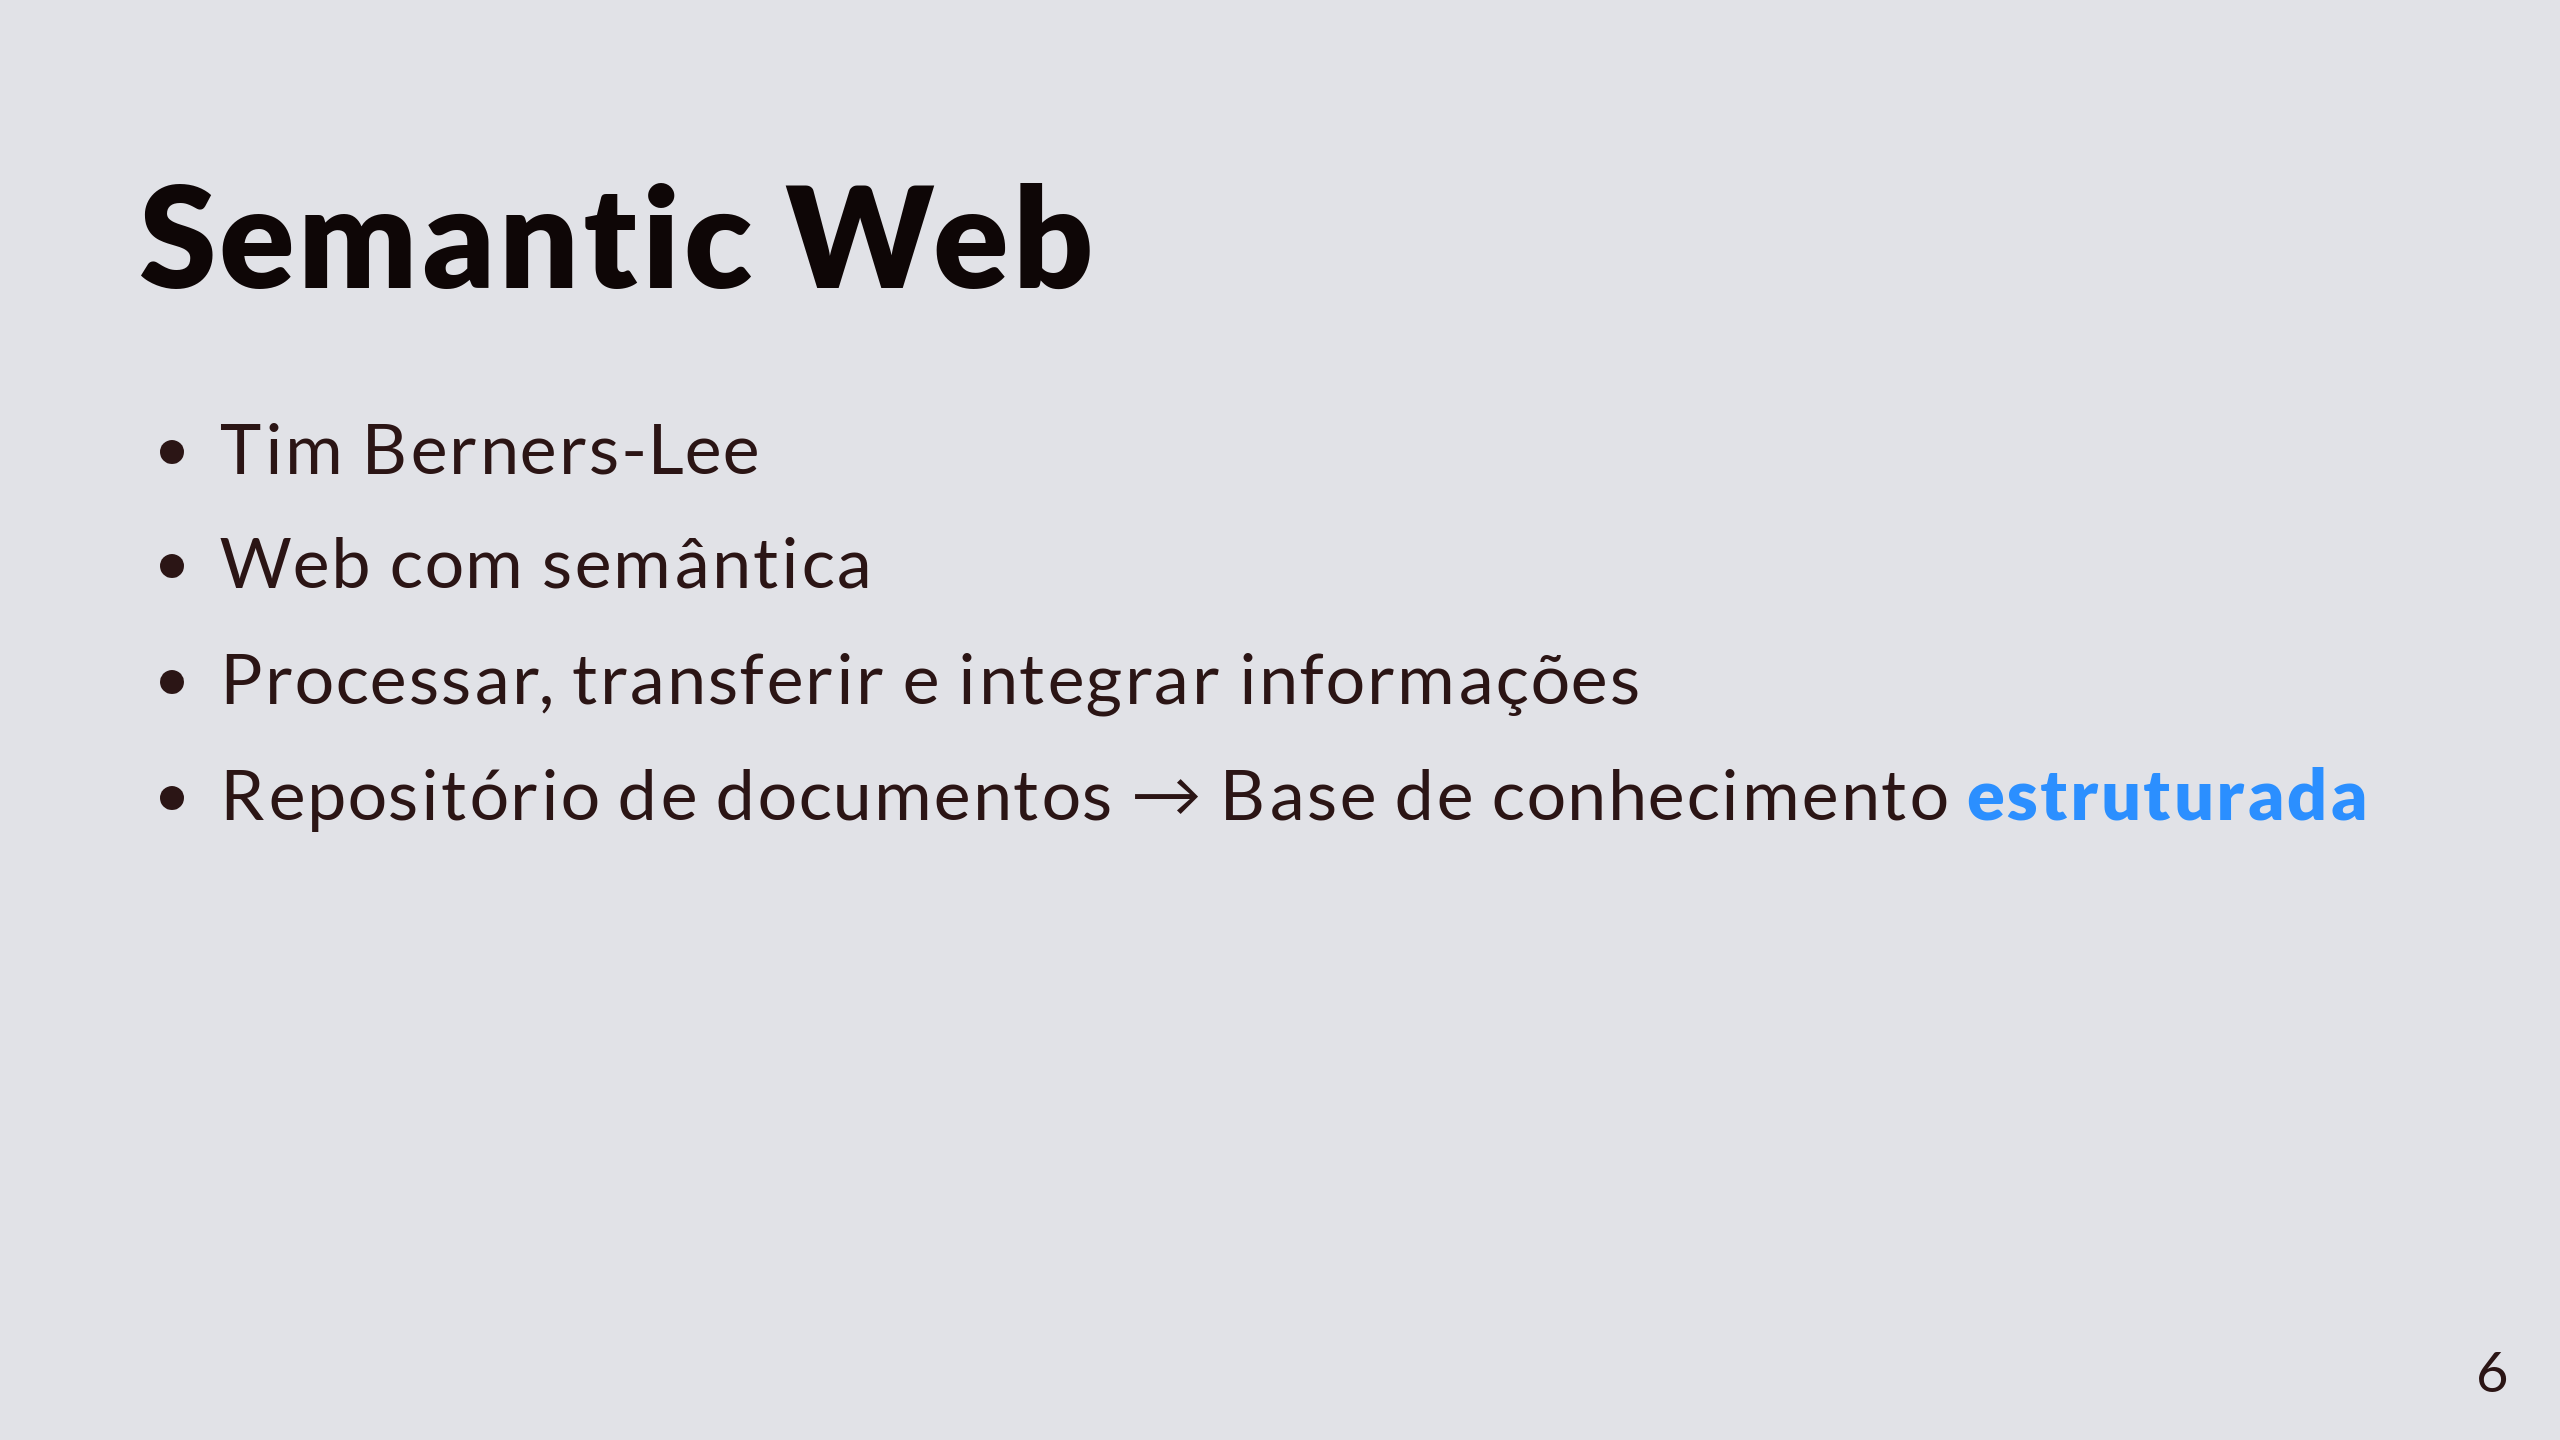 Semantic Web
• Tim Berners-Lee
• Web com semântica
• Processar, transferir e integrar informações
• Repositório de documentos → Base de conhecimento estruturada
6